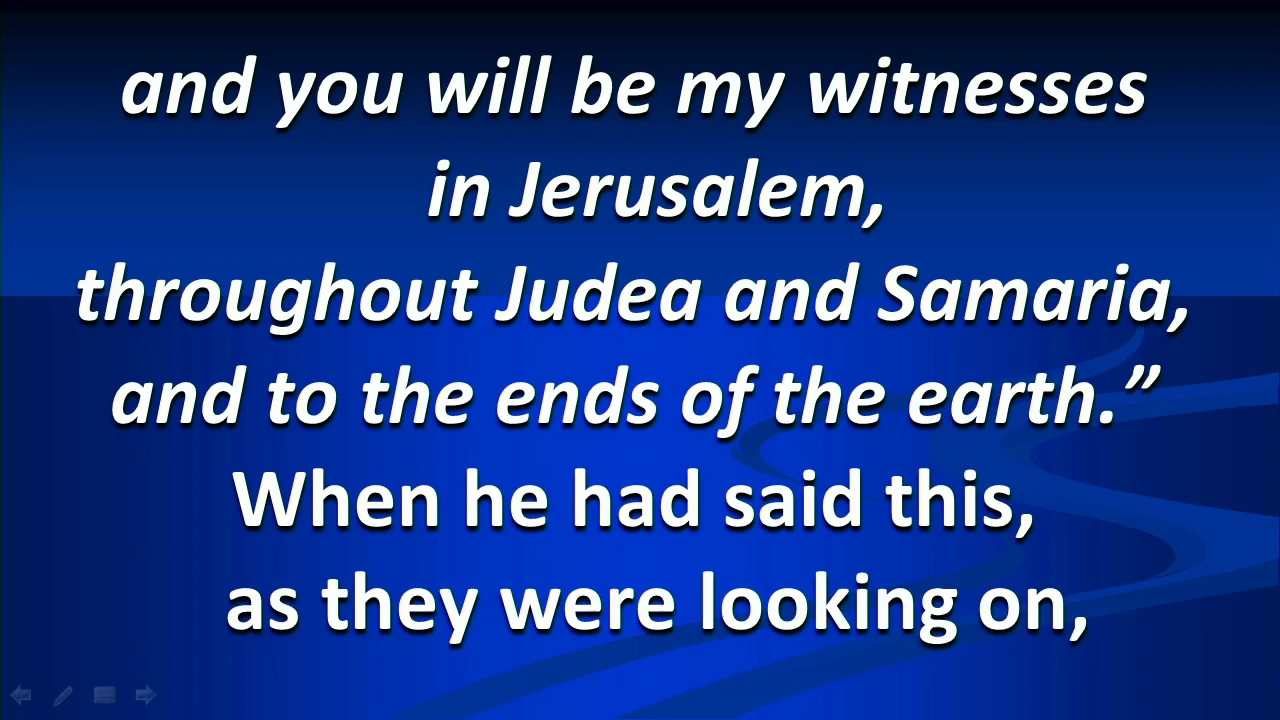 and you will be my witnesses
in Jerusalem,
throughout Judea and Samaria,
and to the ends of the earth.”
When he had said this,
as they were looking on,